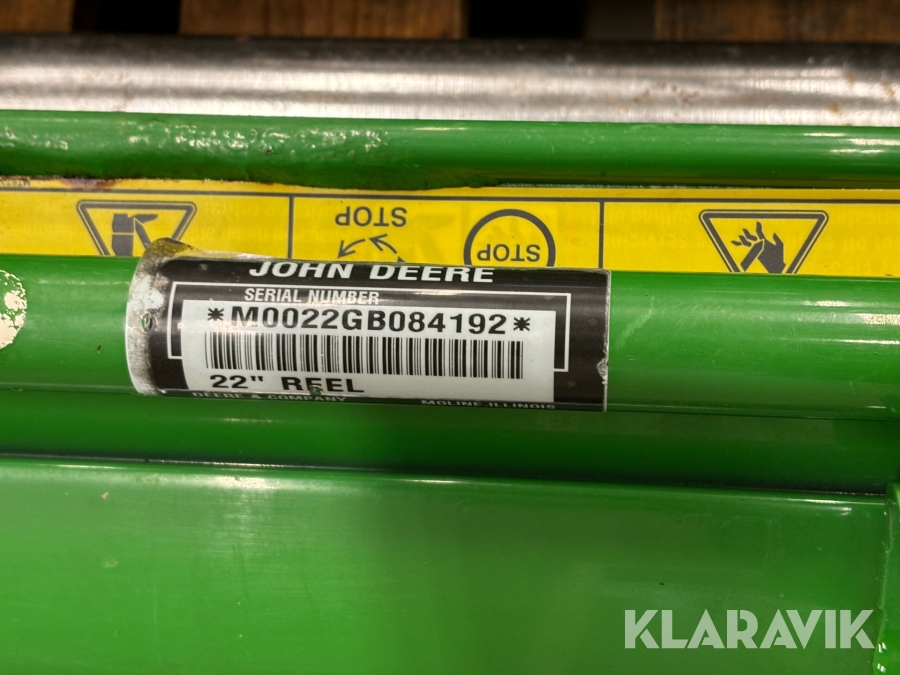 STOP
STOP
JOHN DEERE
SERIAL NUMBER
*M0022GB084192*
22" REEL
DEERE & COMPANY MOLINE, ILLINOIS
KLARAVIK